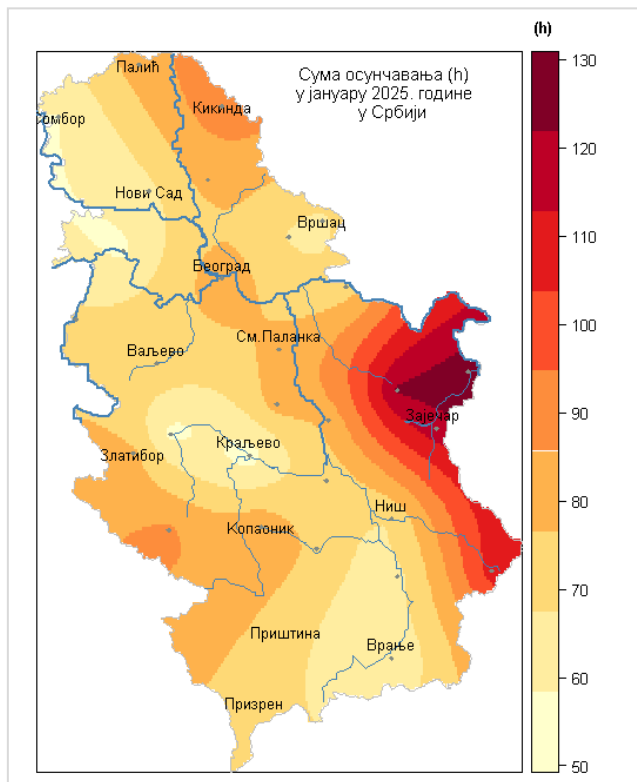 (h)
Сума осунчавања (h)
у јануару 2025. године
у Србији
Палић
Кикинда
Сомбор
Нови Сад
Вршац
Београд
См.Паланка
Ваљево
Зајечар
Краљево
Златибор
Ниш
Копаоник
Приштина
Врање
Призрен
130
120
110
100
90
80
70
60
50